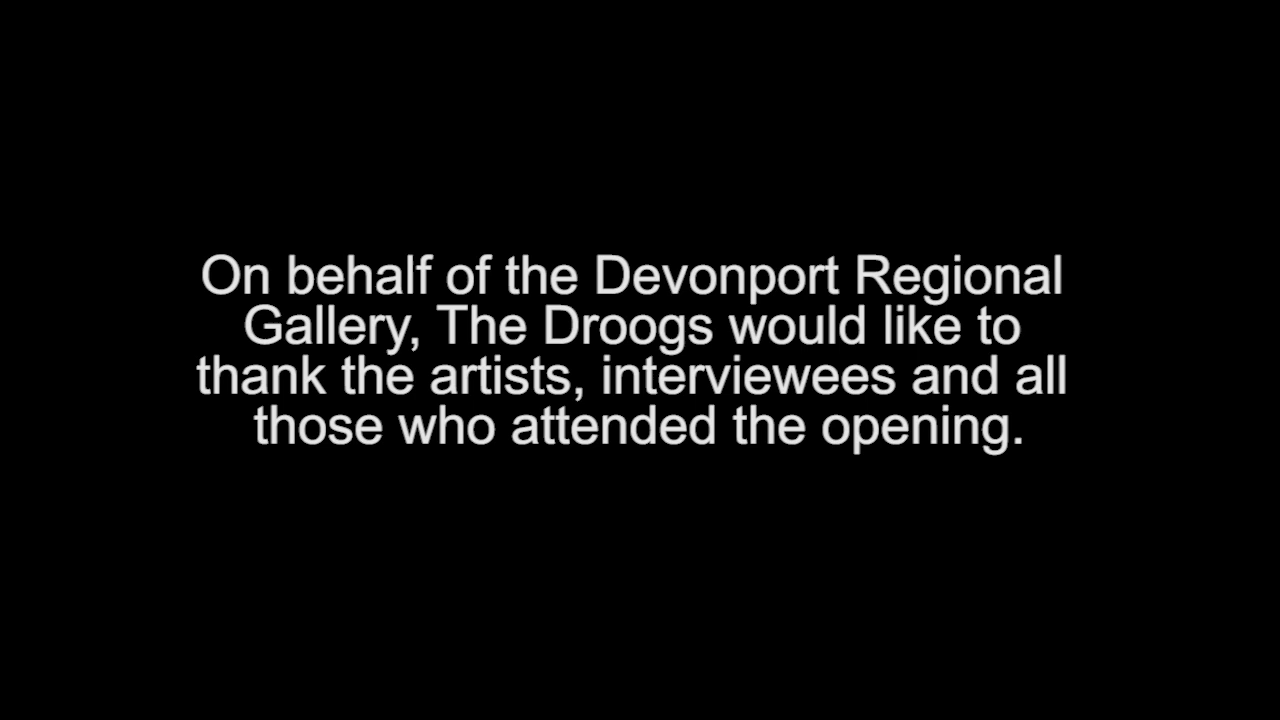 On behalf of the Devonport Regional
Gallery, The Droogs would like to
thank the artists, interviewees and all
those who attended the opening.